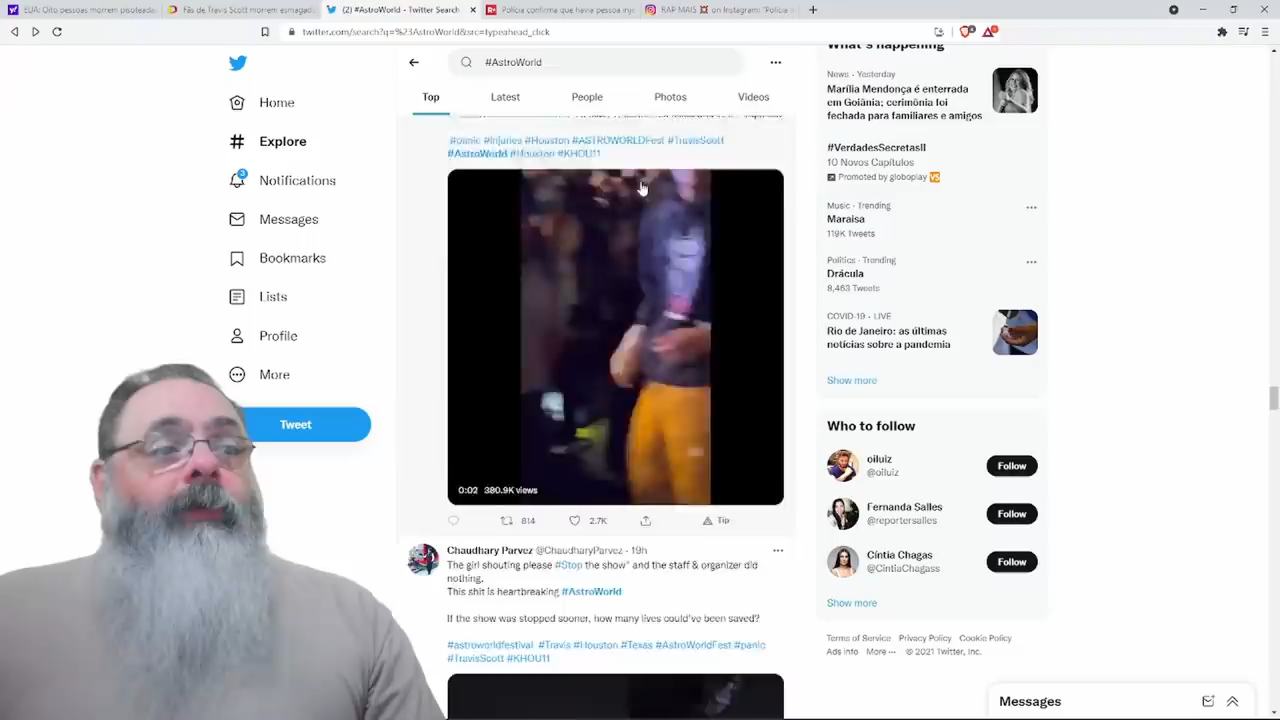 EUA: Oito pessoas morrem pisoteadas
Fãs de Travis Scott morrem esmagad
(2) #AstroWorld - Twitter Search
Polícia confirma que havia pessoa inje
RAP MAIS on Instagram: "Polícia
twitter.com/search?q=%23AstroWorld&src=typeahead_click
#AstroWorld
Top
Latest
People
Photos
Videos
Home
Explore
3
Notifications
Messages
Bookmarks
Lists
Profile
More
Tweet
#panic #Injuries #Houston #ASTROWORLDFest #TravisScott
#AstroWorld #Houston #KHOU11
0:02 380.9K views
814
2.7K
Tip
Chaudhary Parvez @ChaudharyParvez · 19h
The girl shouting please #Stop the show" and the staff & organizer did
nothing.
This shit is heartbreaking #AstroWorld
If the show was stopped sooner, how many lives could've been saved?
#astroworldfestival #Travis #Houston #Texas #AstroWorldFest #panic
#TravisScott #KHOU11
What's happening
News · Yesterday
Marília Mendonça é enterrada
em Goiânia; cerimônia foi
fechada para familiares e amigos
#VerdadesSecretasII
10 Novos Capítulos
Promoted by globoplay
Music · Trending
Maraisa
119K Tweets
Politics · Trending
Drácula
8,463 Tweets
COVID-19 · LIVE
Rio de Janeiro: as últimas
notícias sobre a pandemia
Show more
Who to follow
oiluiz
@oiluiz
Follow
Fernanda Salles
@reportersalles
Follow
Cíntia Chagas
@CintiaChagass
Follow
Show more
Terms of Service Privacy Policy Cookie Policy
Ads info More ··· © 2021 Twitter, Inc.
Messages